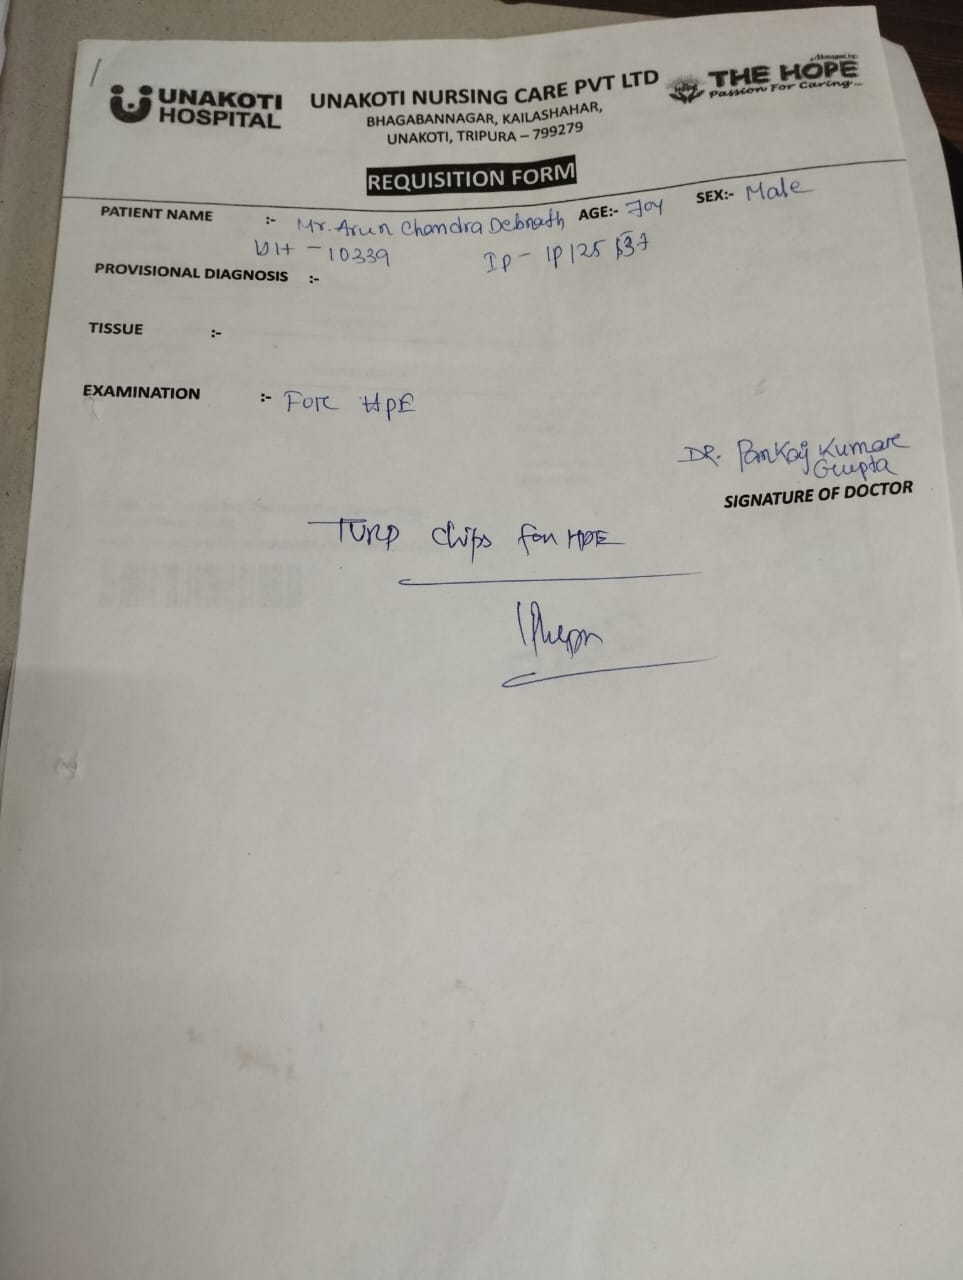 UNAKOTI HOSPITAL
UNAKOTI NURSING CARE PVT LTD
BHAGABANNAGAR, KAILASHAHAR,
UNAKOTI, TRIPURA – 799279
THE HOPE
Passion For Caring...
REQUISITION FORM
PATIENT NAME :- Mr. Arun Chandra Debnath AGE:- 70y SEX:- Male
UH - 10339 IP - IP/25
PROVISIONAL DIAGNOSIS :-
TISSUE :-
EXAMINATION :- For HPE
DR. Pankaj Kumar
Gupta
SIGNATURE OF DOCTOR
TURP chips for HPE